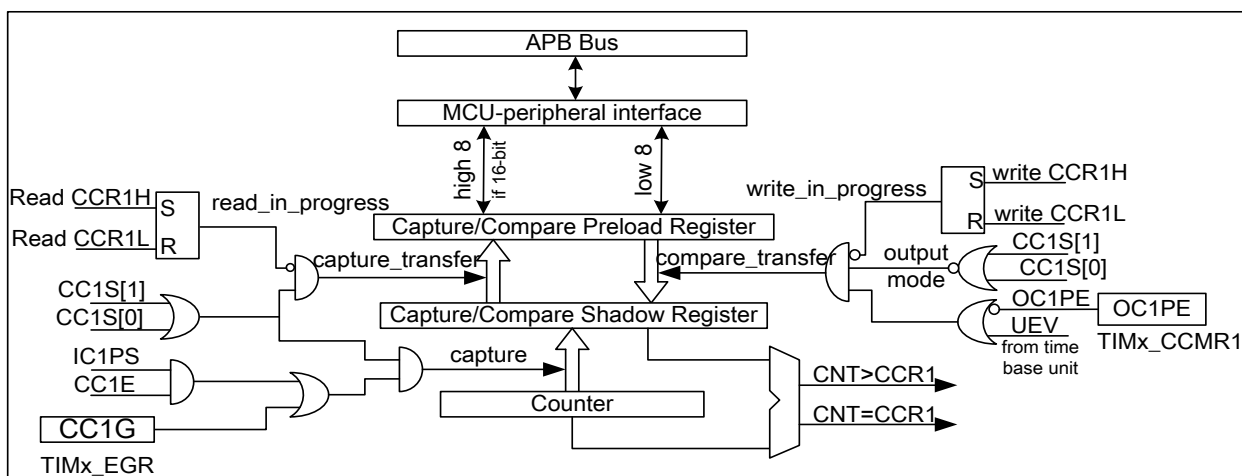 APB Bus
MCU-peripheral interface
high 8
if 16-bit
low 8
Read CCR1H
S
read_in_progress
Read CCR1L
R
write_in_progress
S
write CCR1H
R
write CCR1L
Capture/Compare Preload Register
CC1S[1]
output
mode
CC1S[0]
capture_transfer
compare_transfer
CC1S[1]
CC1S[0]
Capture/Compare Shadow Register
OC1PE
OC1PE
UEV
TIMx_CCMR1
from time
base unit
IC1PS
CC1E
capture
CNT>CCR1
Counter
CNT=CCR1
CC1G
TIMx_EGR